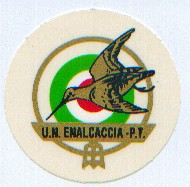 U.N. ENALCACCIA -P.T.